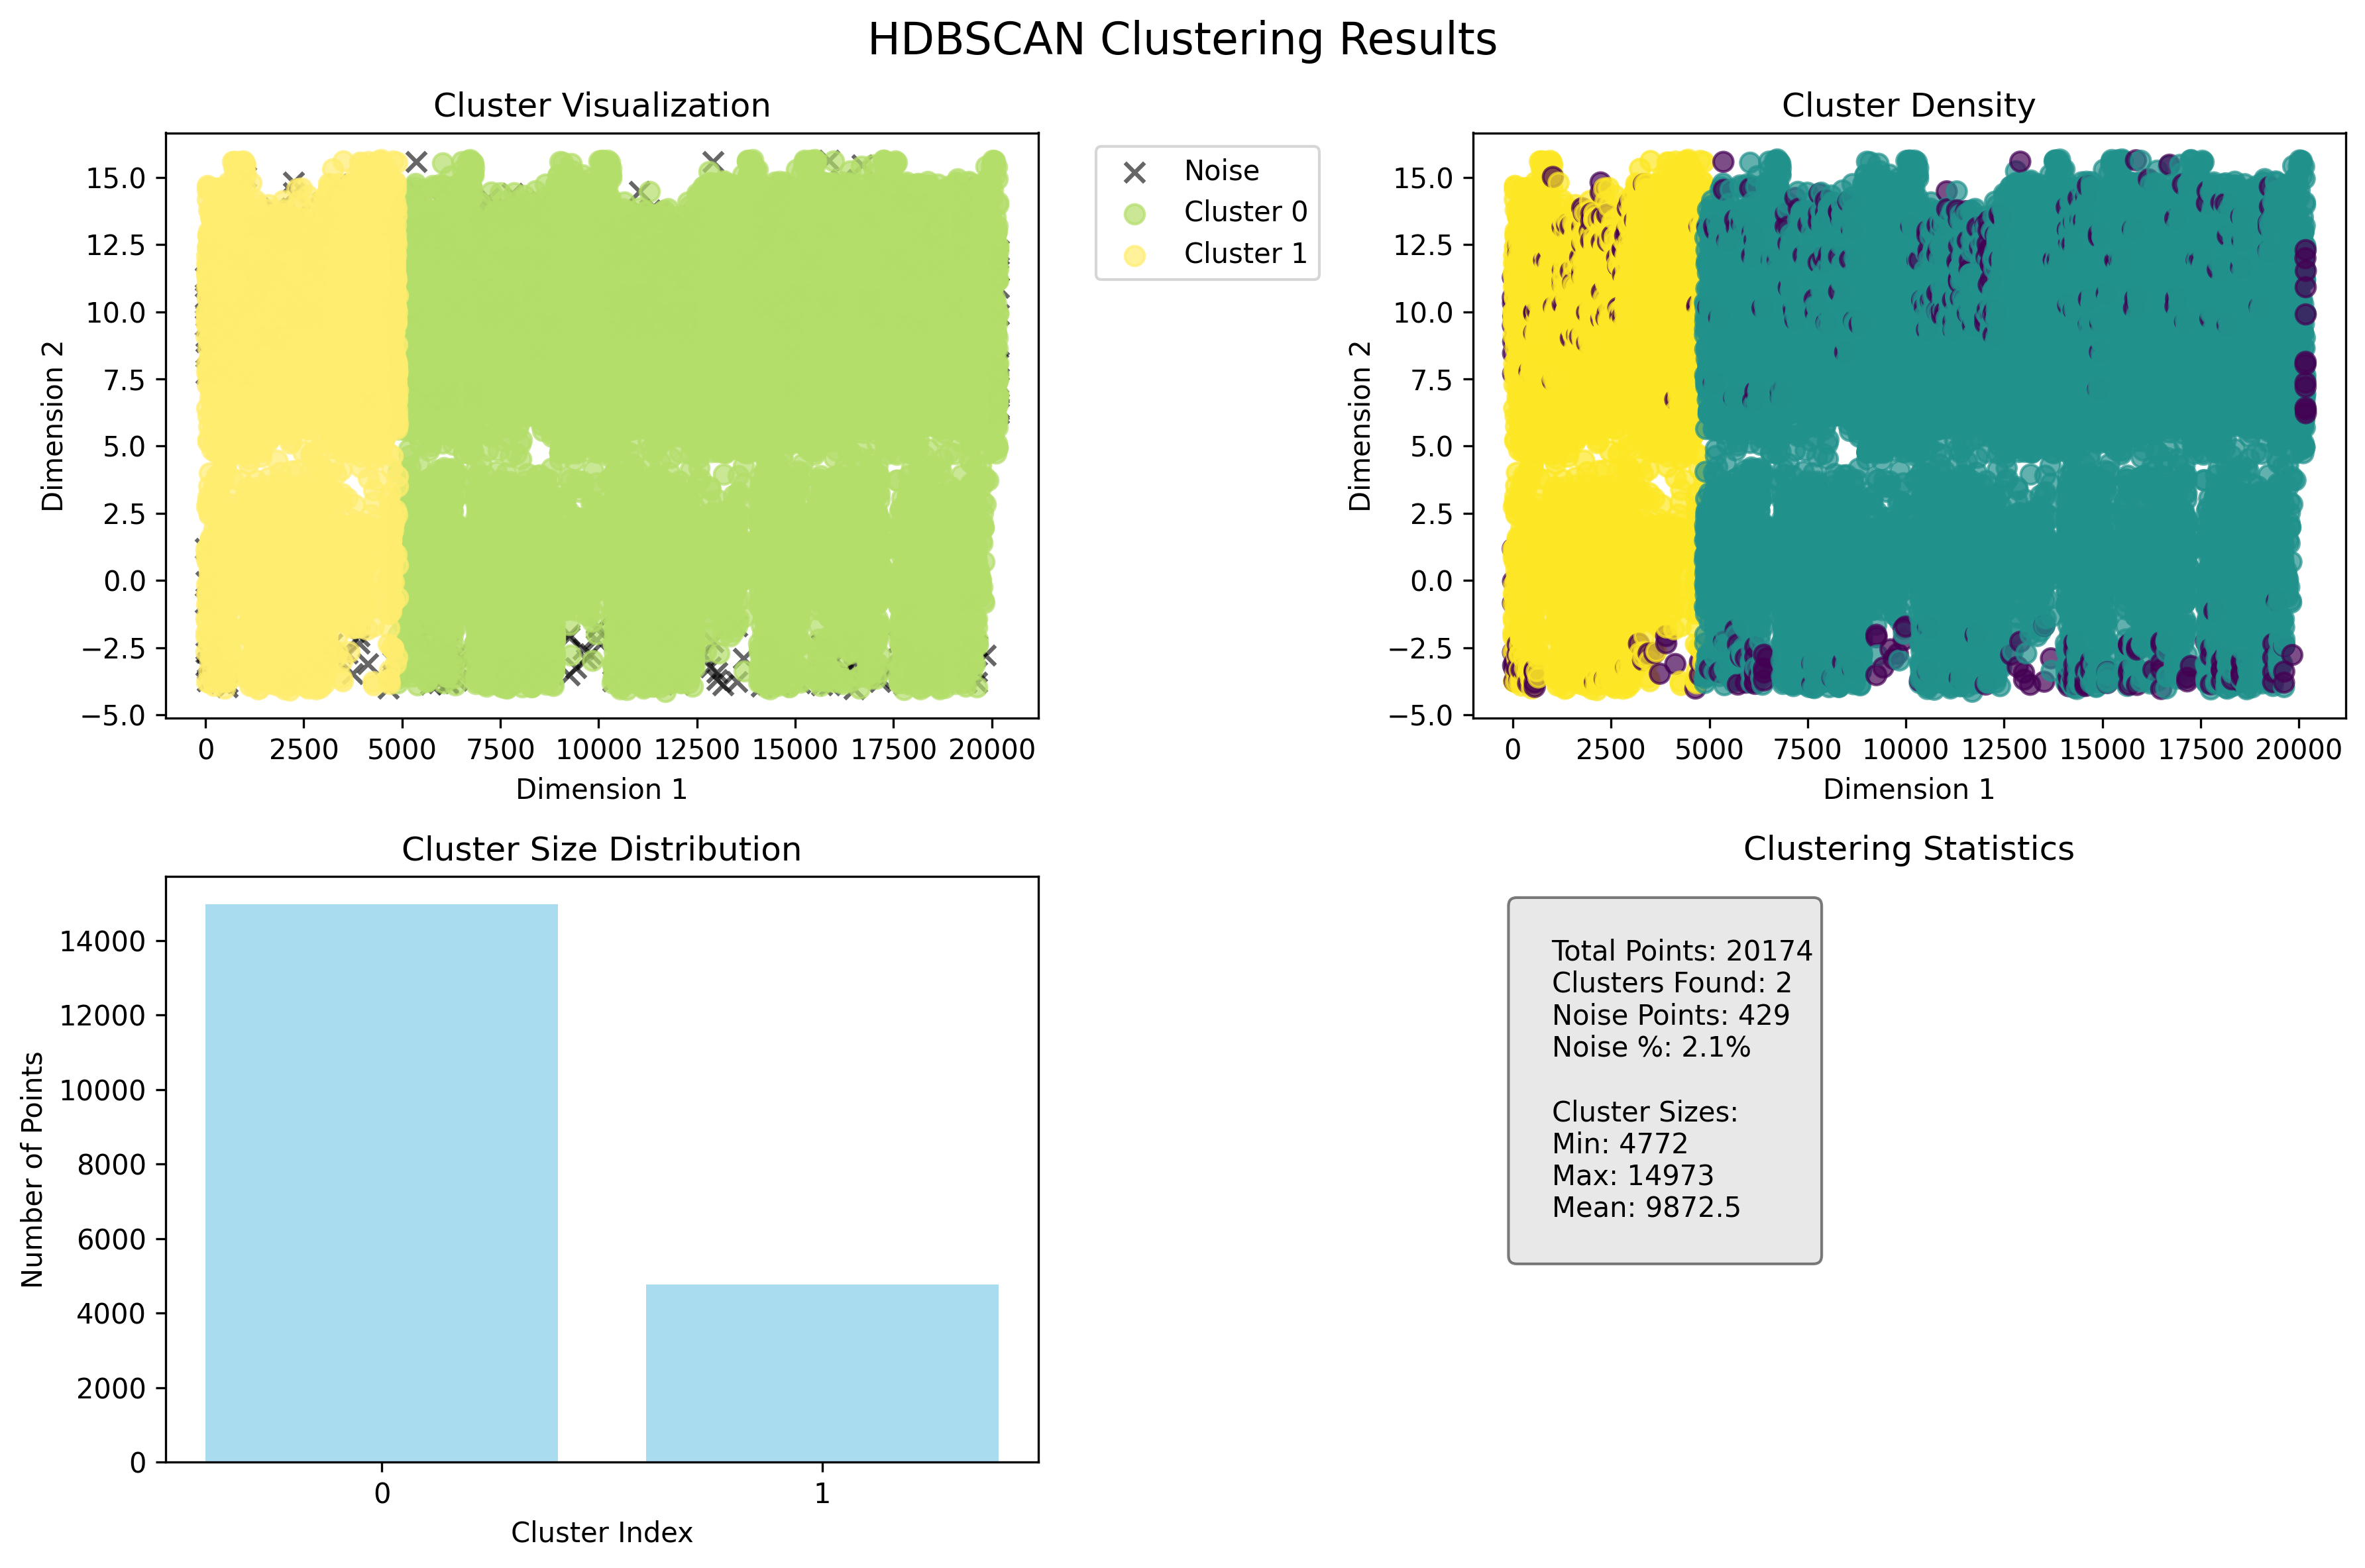 HDBSCAN Clustering Results
Cluster Visualization
15.0
12.5
10.0
7.5
5.0
2.5
0.0
−2.5
−5.0
Dimension 2
0 2500 5000 7500 10000 12500 15000 17500 20000
Dimension 1
Noise
Cluster 0
Cluster 1
Cluster Density
15.0
12.5
10.0
7.5
5.0
2.5
0.0
−2.5
−5.0
Dimension 2
0 2500 5000 7500 10000 12500 15000 17500 20000
Dimension 1
Cluster Size Distribution
14000
12000
10000
8000
6000
4000
2000
0
Number of Points
0 1
Cluster Index
Clustering Statistics
Total Points: 20174
Clusters Found: 2
Noise Points: 429
Noise %: 2.1%
Cluster Sizes:
Min: 4772
Max: 14973
Mean: 9872.5